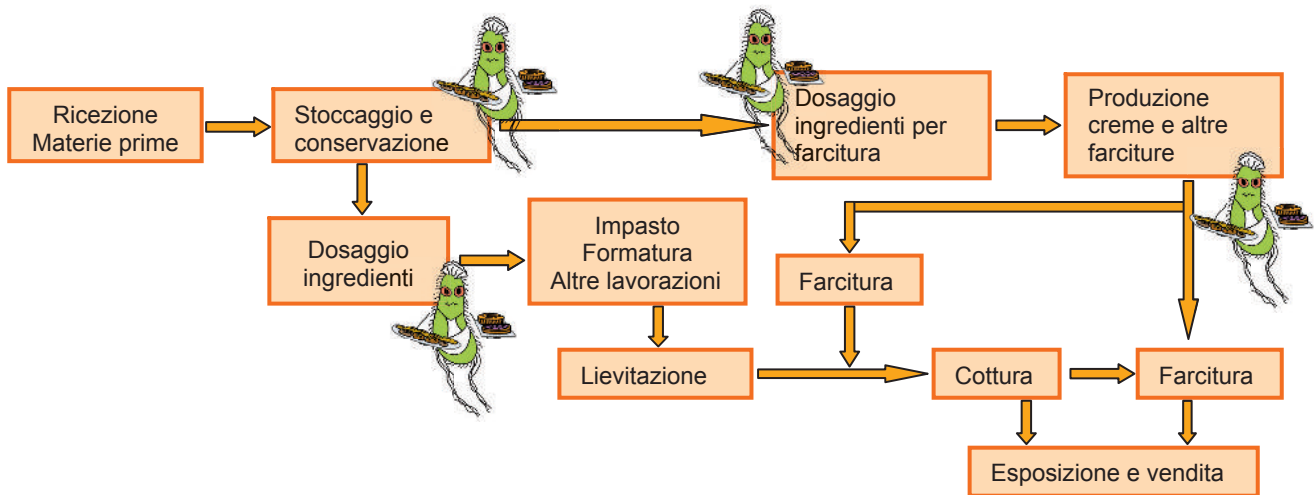 Ricezione
Materie prime
Stoccaggio e
conservazione
Dosaggio
ingredienti per
farcitura
Produzione
creme e altre
farciture
Dosaggio
ingredienti
Impasto
Formatura
Altre lavorazioni
Farcitura
Lievitazione
Cottura
Farcitura
Esposizione e vendita